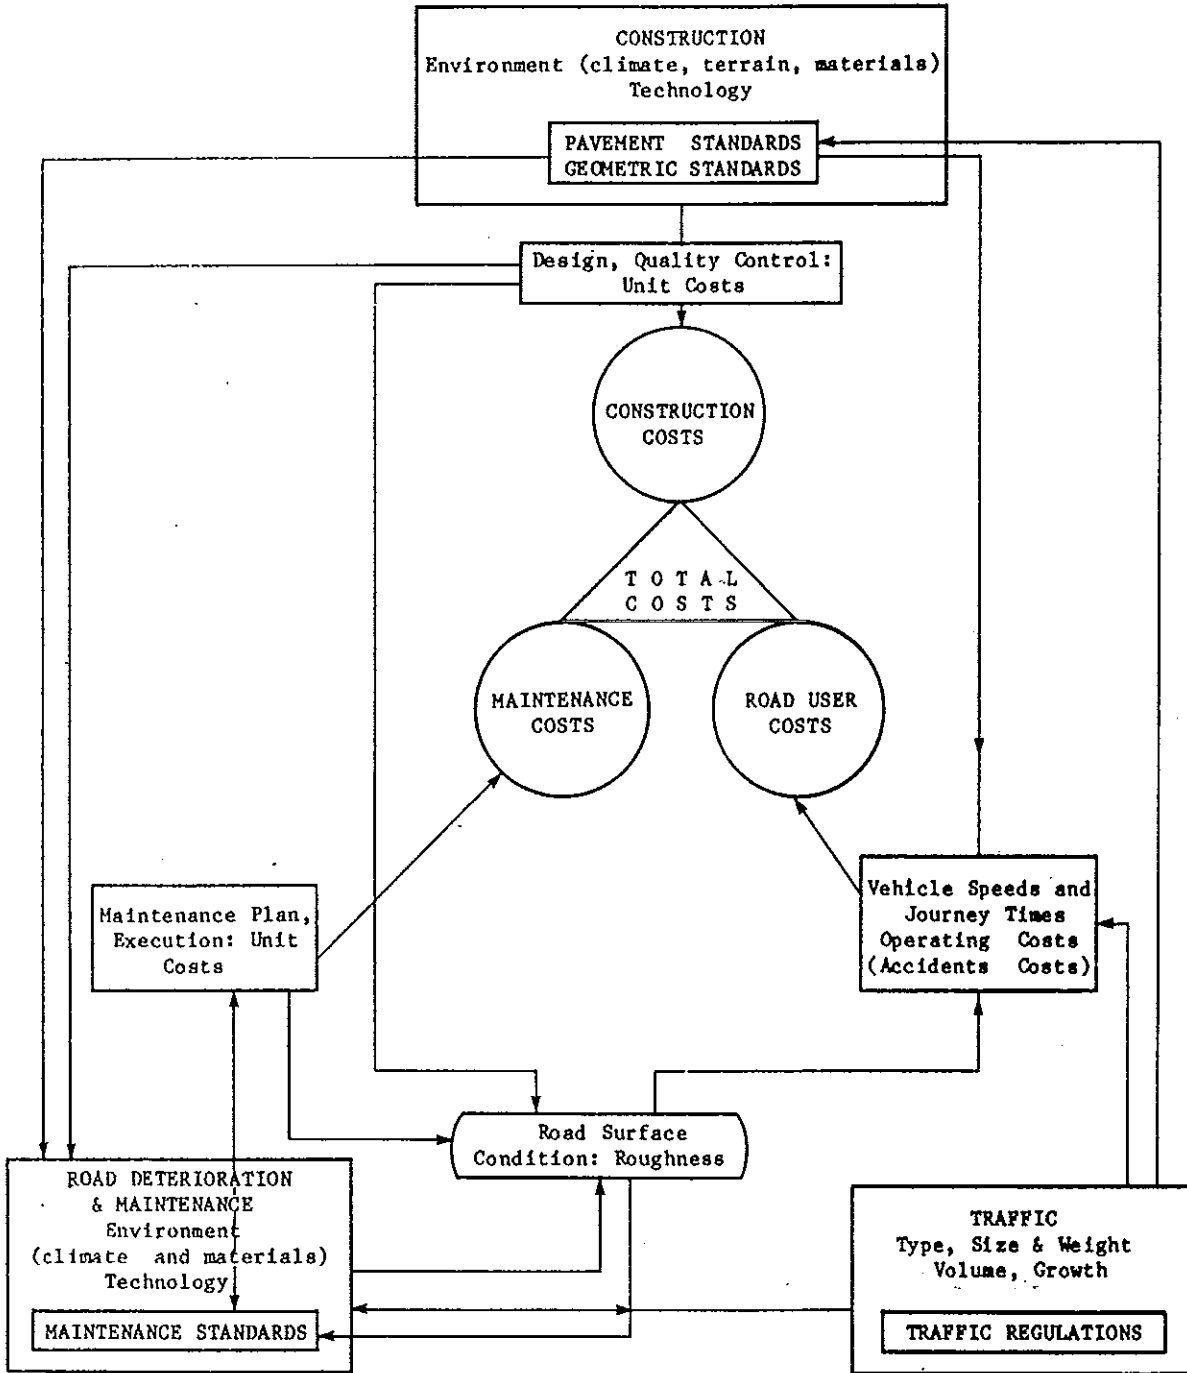 CONSTRUCTION
Environment (climate, terrain, materials)
Technology
PAVEMENT STANDARDS
GEOMETRIC STANDARDS
Design, Quality Control:
Unit Costs
CONSTRUCTION
COSTS
TOTAL
COSTS
MAINTENANCE
COSTS
ROAD USER
COSTS
Maintenance Plan,
Execution: Unit
Costs
Vehicle Speeds and
Journey Times
Operating Costs
(Accidents Costs)
Road Surface
Condition: Roughness
ROAD DETERIORATION
& MAINTENANCE
Environment
(climate and materials)
Technology
MAINTENANCE STANDARDS
TRAFFIC
Type, Size & Weight
Volume, Growth
TRAFFIC REGULATIONS